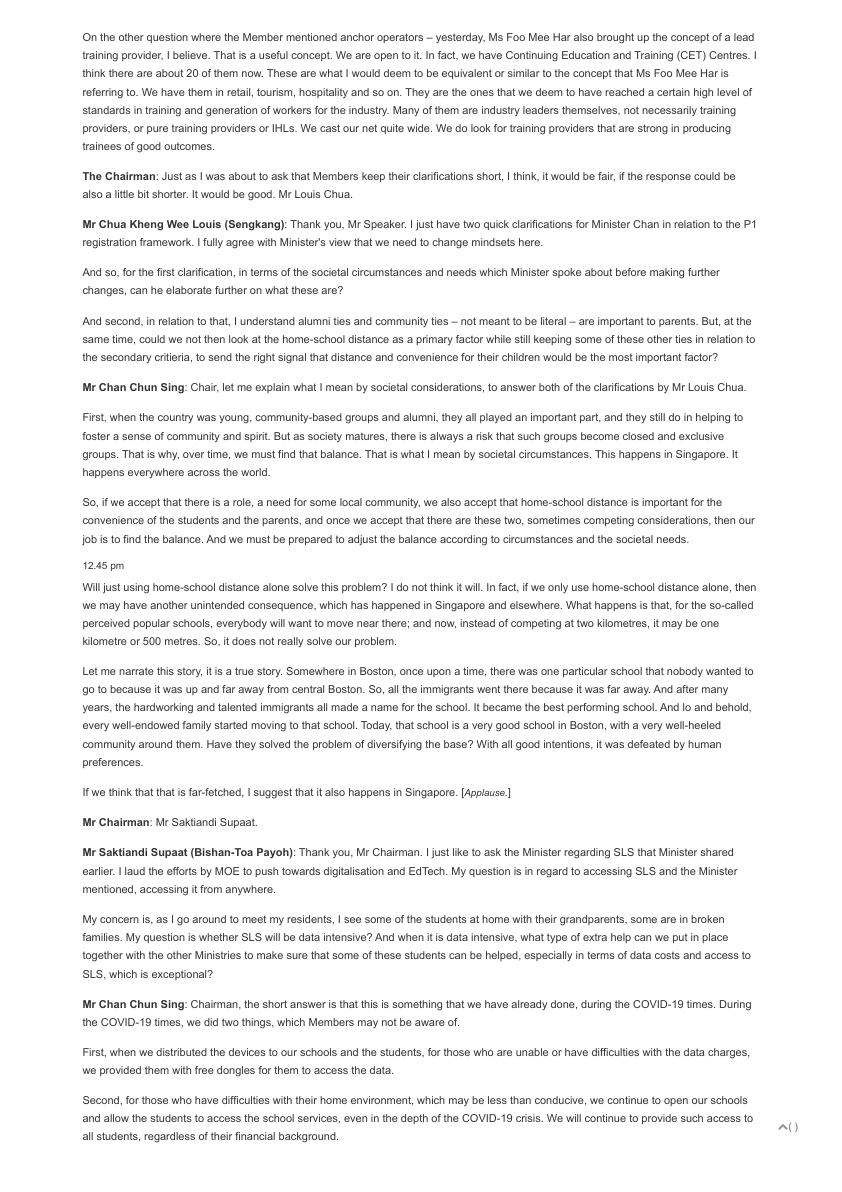 On the other question where the Member mentioned anchor operators – yesterday, Ms Foo Mee Har also brought up the concept of a lead
training provider, I believe. That is a useful concept. We are open to it. In fact, we have Continuing Education and Training (CET) Centres. I
think there are about 20 of them now. These are what I would deem to be equivalent or similar to the concept that Ms Foo Mee Har is
referring to. We have them in retail, tourism, hospitality and so on. They are the ones that we deem to have reached a certain high level of
standards in training and generation of workers for the industry. Many of them are industry leaders themselves, not necessarily training
providers, or pure training providers or IHLs. We cast our net quite wide. We do look for training providers that are strong in producing
trainees of good outcomes.
The Chairman: Just as I was about to ask that Members keep their clarifications short, I think, it would be fair, if the response could be
also a little bit shorter. It would be good. Mr Louis Chua.
Mr Chua Kheng Wee Louis (Sengkang): Thank you, Mr Speaker. I just have two quick clarifications for Minister Chan in relation to the P1
registration framework. I fully agree with Minister's view that we need to change mindsets here.
And so, for the first clarification, in terms of the societal circumstances and needs which Minister spoke about before making further
changes, can he elaborate further on what these are?
And second, in relation to that, I understand alumni ties and community ties – not meant to be literal – are important to parents. But, at the
same time, could we not then look at the home-school distance as a primary factor while still keeping some of these other ties in relation to
the secondary critieria, to send the right signal that distance and convenience for their children would be the most important factor?
Mr Chan Chun Sing: Chair, let me explain what I mean by societal considerations, to answer both of the clarifications by Mr Louis Chua.
First, when the country was young, community-based groups and alumni, they all played an important part, and they still do in helping to
foster a sense of community and spirit. But as society matures, there is always a risk that such groups become closed and exclusive
groups. That is why, over time, we must find that balance. That is what I mean by societal circumstances. This happens in Singapore. It
happens everywhere across the world.
So, if we accept that there is a role, a need for some local community, we also accept that home-school distance is important for the
convenience of the students and the parents, and once we accept that there are these two, sometimes competing considerations, then our
job is to find the balance. And we must be prepared to adjust the balance according to circumstances and the societal needs.
12.45 pm
Will just using home-school distance alone solve this problem? I do not think it will. In fact, if we only use home-school distance alone, then
we may have another unintended consequence, which has happened in Singapore and elsewhere. What happens is that, for the so-called
perceived popular schools, everybody will want to move near there; and now, instead of competing at two kilometres, it may be one
kilometre or 500 metres. So, it does not really solve our problem.
Let me narrate this story, it is a true story. Somewhere in Boston, once upon a time, there was one particular school that nobody wanted to
go to because it was up and far away from central Boston. So, all the immigrants went there because it was far away. And after many
years, the hardworking and talented immigrants all made a name for the school. It became the best performing school. And lo and behold,
every well-endowed family started moving to that school. Today, that school is a very good school in Boston, with a very well-heeled
community around them. Have they solved the problem of diversifying the base? With all good intentions, it was defeated by human
preferences.
If we think that that is far-fetched, I suggest that it also happens in Singapore. [Applause.]
Mr Chairman: Mr Saktiandi Supaat.
Mr Saktiandi Supaat (Bishan-Toa Payoh): Thank you, Mr Chairman. I just like to ask the Minister regarding SLS that Minister shared
earlier. I laud the efforts by MOE to push towards digitalisation and EdTech. My question is in regard to accessing SLS and the Minister
mentioned, accessing it from anywhere.
My concern is, as I go around to meet my residents, I see some of the students at home with their grandparents, some are in broken
families. My question is whether SLS will be data intensive? And when it is data intensive, what type of extra help can we put in place
together with the other Ministries to make sure that some of these students can be helped, especially in terms of data costs and access to
SLS, which is exceptional?
Mr Chan Chun Sing: Chairman, the short answer is that this is something that we have already done, during the COVID-19 times. During
the COVID-19 times, we did two things, which Members may not be aware of.
First, when we distributed the devices to our schools and the students, for those who are unable or have difficulties with the data charges,
we provided them with free dongles for them to access the data.
Second, for those who have difficulties with their home environment, which may be less than conducive, we continue to open our schools
and allow the students to access the school services, even in the depth of the COVID-19 crisis. We will continue to provide such access to
all students, regardless of their financial background.
( )